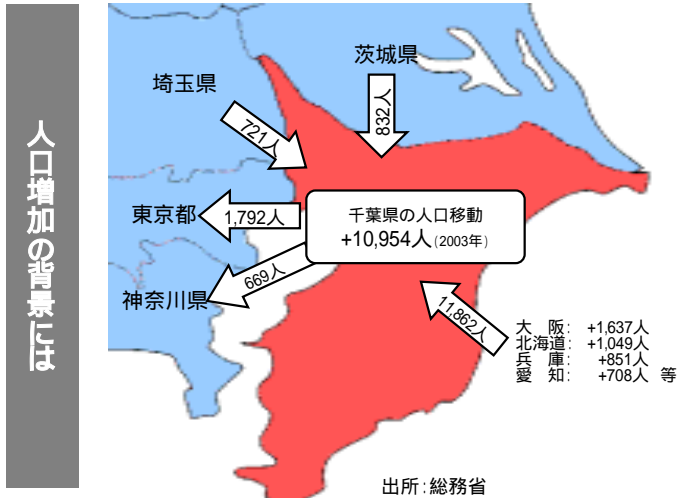 人口増加の背景には
茨城県
埼玉県
832人
721人
東京都
1,792人
千葉県の人口移動
+10,954人(2003年)
669人
神奈川県
11,862人
大　阪: +1,637人
北海道: +1,049人
兵　庫: +851人
愛　知: +708人 等
出所:総務省